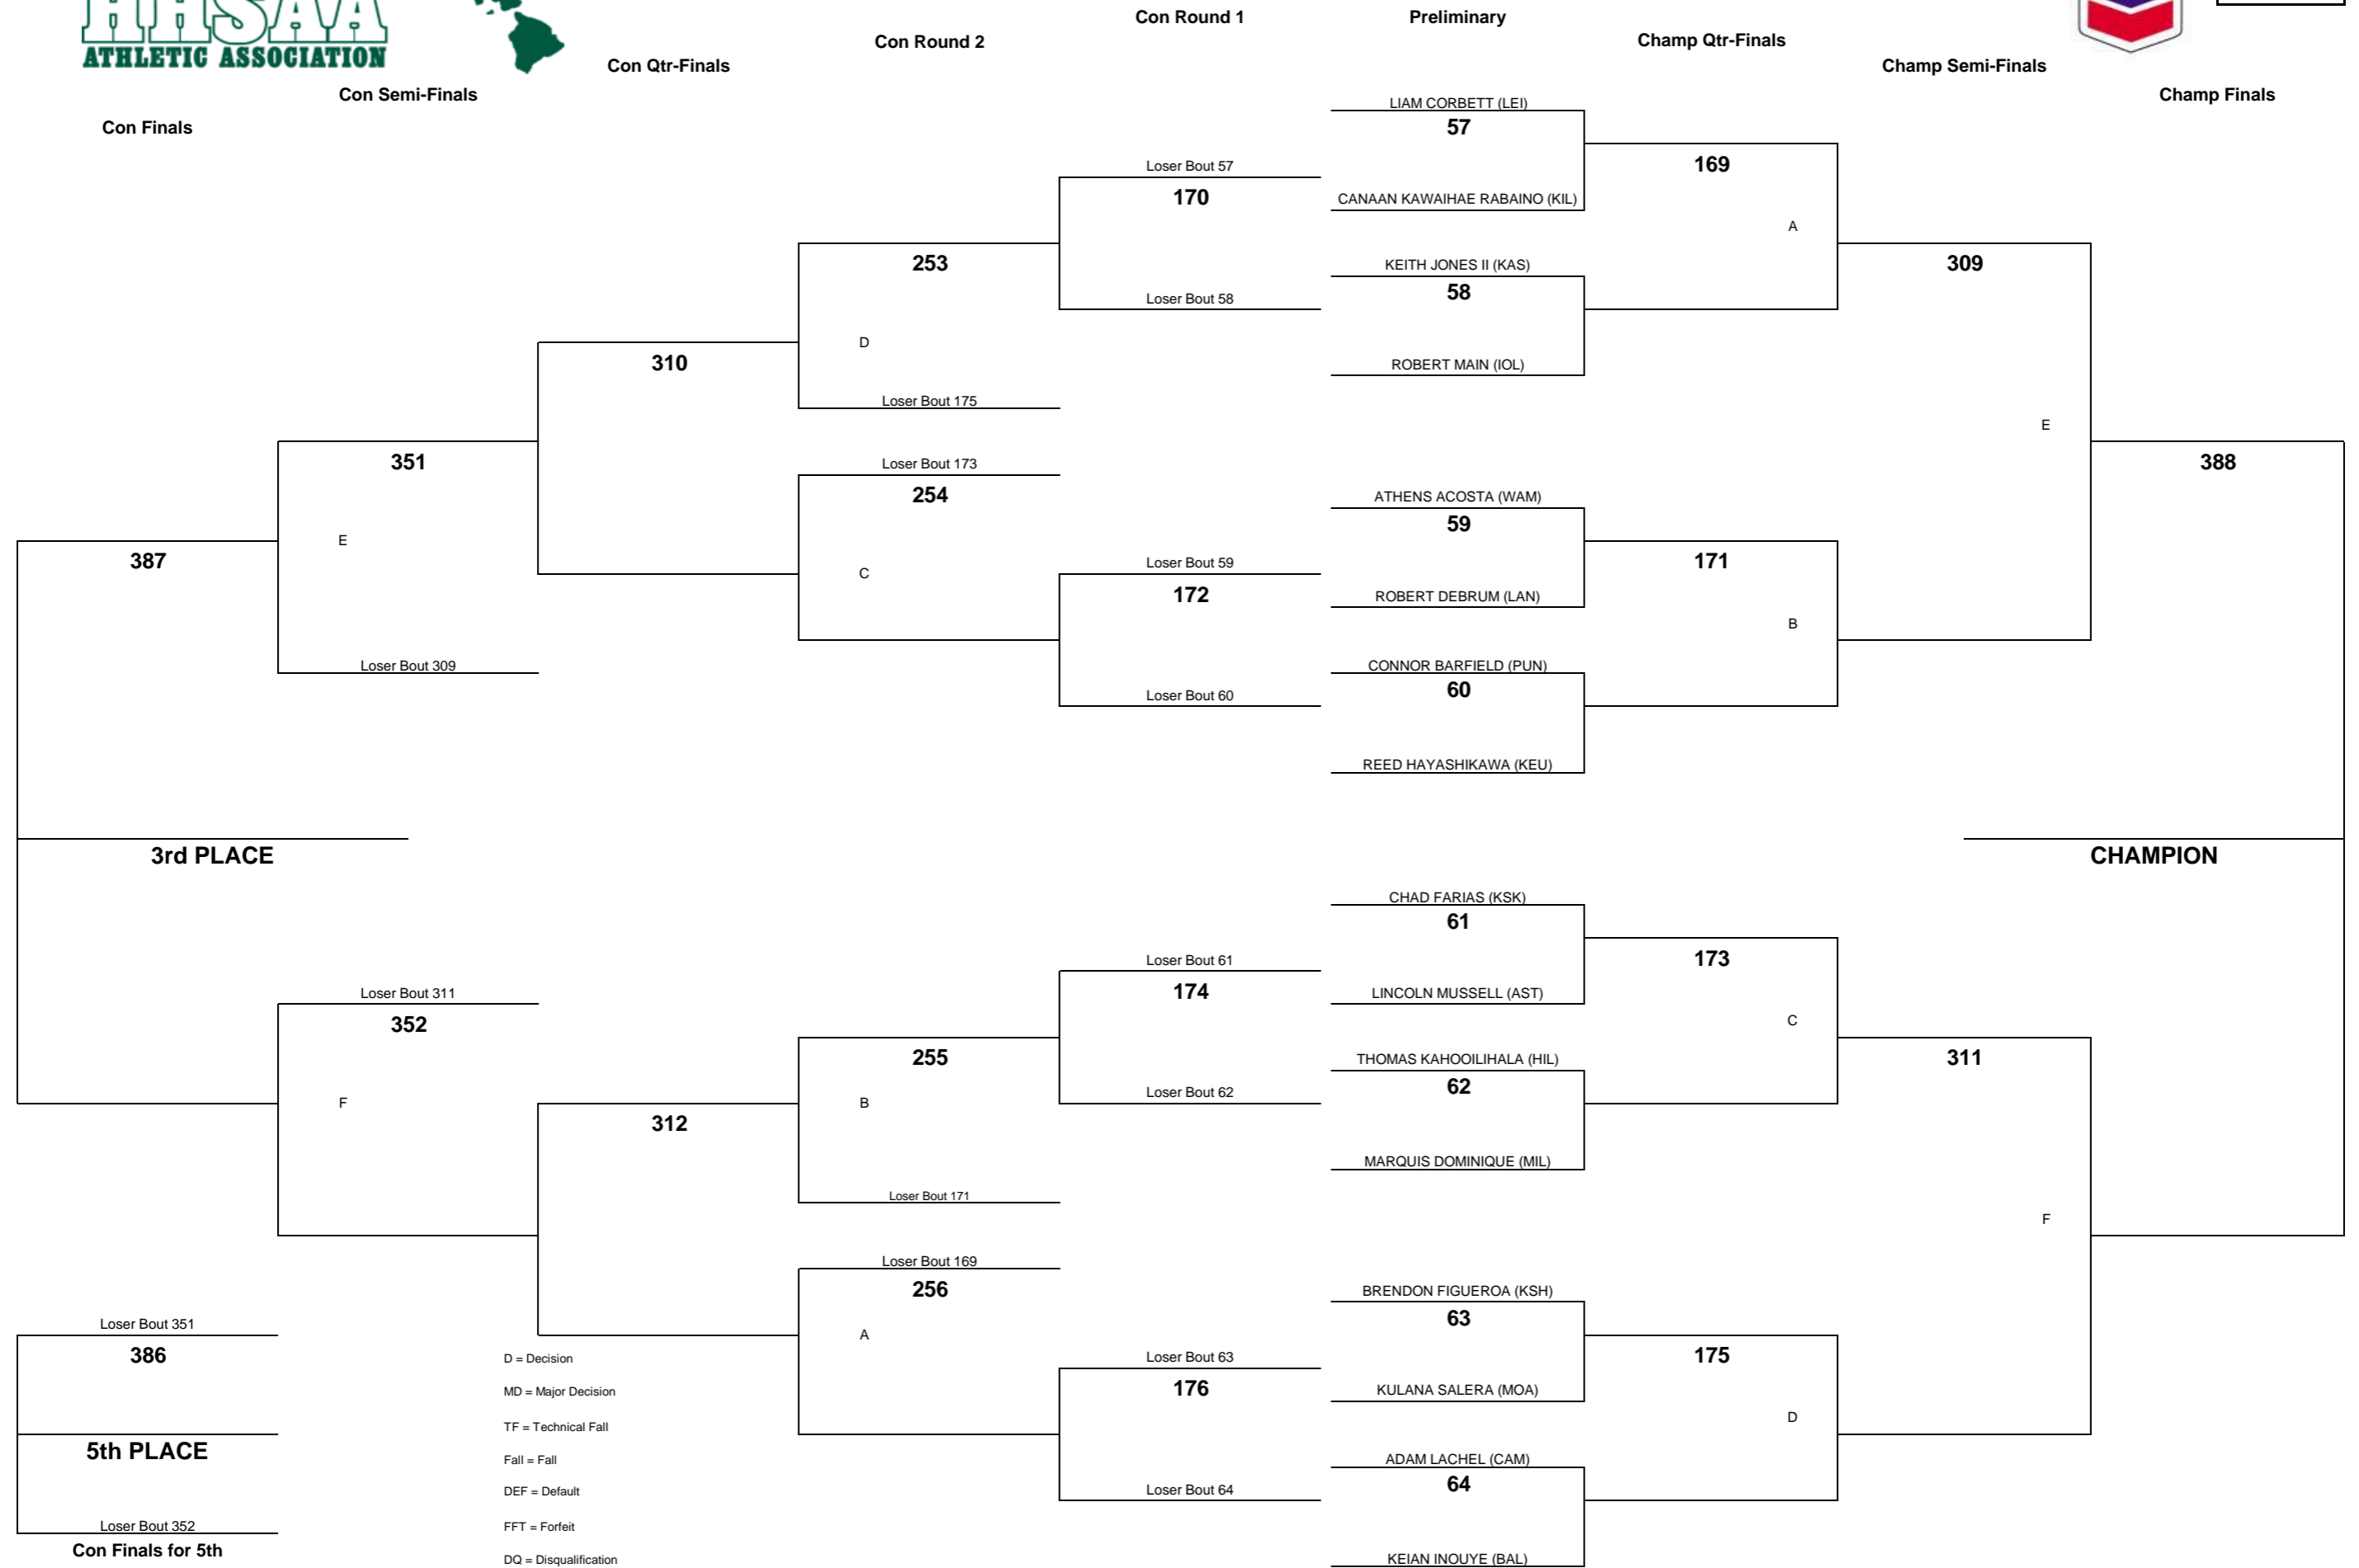 HHSAA
ATHLETIC ASSOCIATION
Con Finals
Con Semi-Finals
Con Qtr-Finals
Con Round 2
Con Round 1
Preliminary
Champ Qtr-Finals
Champ Semi-Finals
Champ Finals
LIAM CORBETT (LEI)
57
CANAAN KAWAIHAE RABAINO (KIL)
KEITH JONES II (KAS)
58
ROBERT MAIN (IOL)
ATHENS ACOSTA (WAM)
59
ROBERT DEBRUM (LAN)
CONNOR BARFIELD (PUN)
60
REED HAYASHIKAWA (KEU)
CHAD FARIAS (KSK)
61
LINCOLN MUSSELL (AST)
THOMAS KAHOOILIHALA (HIL)
62
MARQUIS DOMINIQUE (MIL)
BRENDON FIGUEROA (KSH)
63
KULANA SALERA (MOA)
ADAM LACHEL (CAM)
64
KEIAN INOUYE (BAL)
169
A
171
B
173
C
175
D
309
E
311
F
388
CHAMPION
Loser Bout 57
170
Loser Bout 58
Loser Bout 59
172
Loser Bout 60
Loser Bout 61
174
Loser Bout 62
Loser Bout 63
176
Loser Bout 64
253
D
Loser Bout 175
Loser Bout 173
254
C
255
B
Loser Bout 171
Loser Bout 169
256
A
310
312
351
E
Loser Bout 309
Loser Bout 311
352
F
387
3rd PLACE
Loser Bout 351
386
5th PLACE
Loser Bout 352
Con Finals for 5th
D = Decision
MD = Major Decision
TF = Technical Fall
Fall = Fall
DEF = Default
FFT = Forfeit
DQ = Disqualification